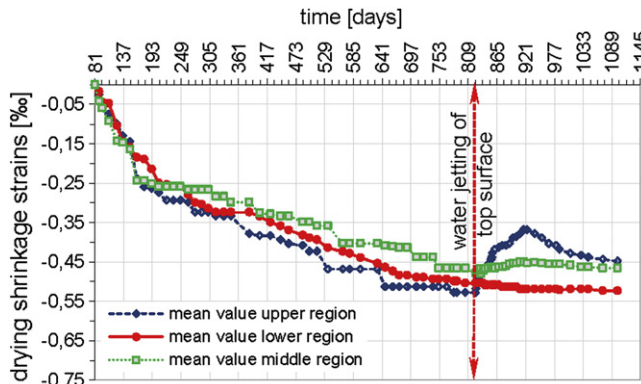 time [days]
81 137 193 249 305 361 417 473 529 585 641 697 753 809 865 921 977 1033 1089 1145
drying shrinkage strains [‰]
-0,05
-0,15
-0,25
-0,35
-0,45
-0,55
-0,65
-0,75
water jetting of
top surface
mean value upper region
mean value lower region
mean value middle region